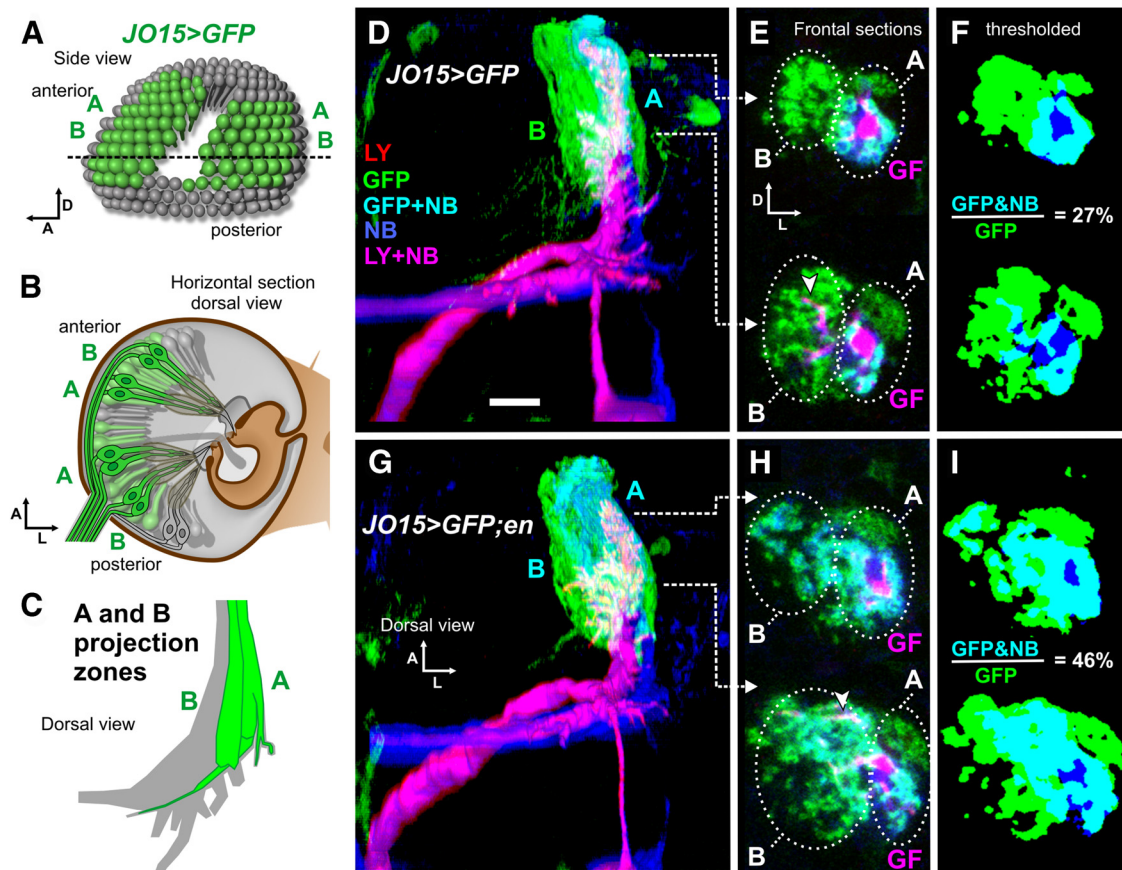 A
JO15>GFP
Side view
anterior
A
B
A
B
D
A
posterior
B
Horizontal section
dorsal view
anterior
B
A
A
B
A
L
posterior
C
A and B
projection
zones
B
A
Dorsal view
D
JO15>GFP
A
B
LY
GFP
GFP+NB
NB
LY+NB
E
Frontal sections
A
B
GF
D
L
A
B
GF
F
thresholded
GFP&NB
GFP
= 27%
G
JO15>GFP;en
A
B
Dorsal view
A
L
H
A
B
GF
A
B
GF
I
GFP&NB
GFP
= 46%